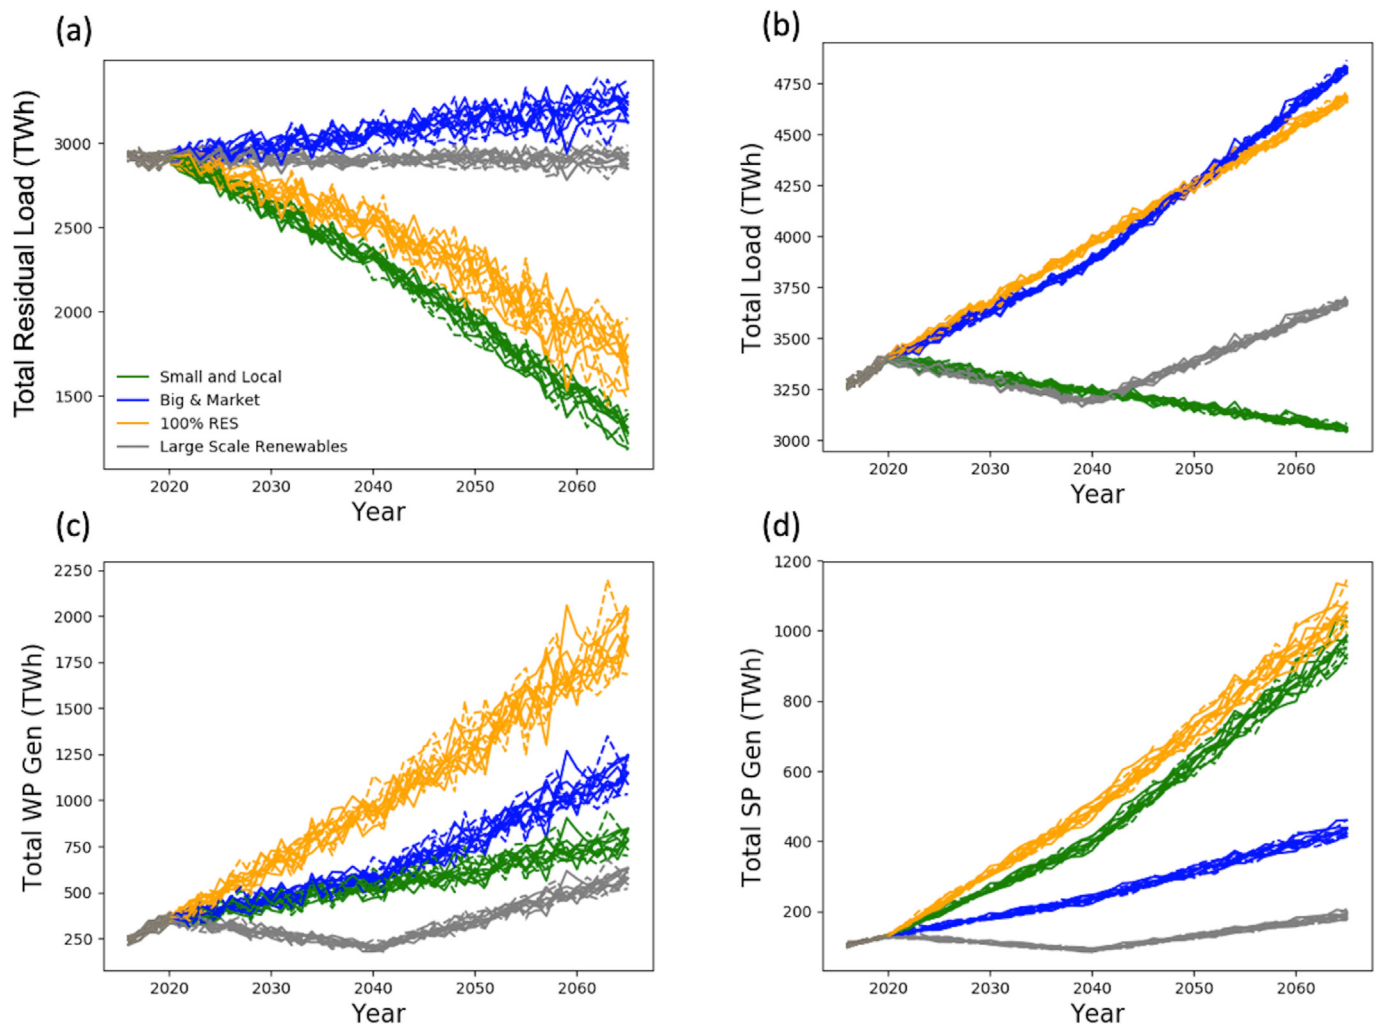 (a)
Total Residual Load (TWh)
3000
2500
2000
1500
Small and Local
Big & Market
100% RES
Large Scale Renewables
2020 2030 2040 2050 2060
Year
(b)
Total Load (TWh)
4750
4500
4250
4000
3750
3500
3250
3000
2020 2030 2040 2050 2060
Year
(c)
Total WP Gen (TWh)
2250
2000
1750
1500
1250
1000
750
500
250
2020 2030 2040 2050 2060
Year
(d)
Total SP Gen (TWh)
1200
1000
800
600
400
200
2020 2030 2040 2050 2060
Year